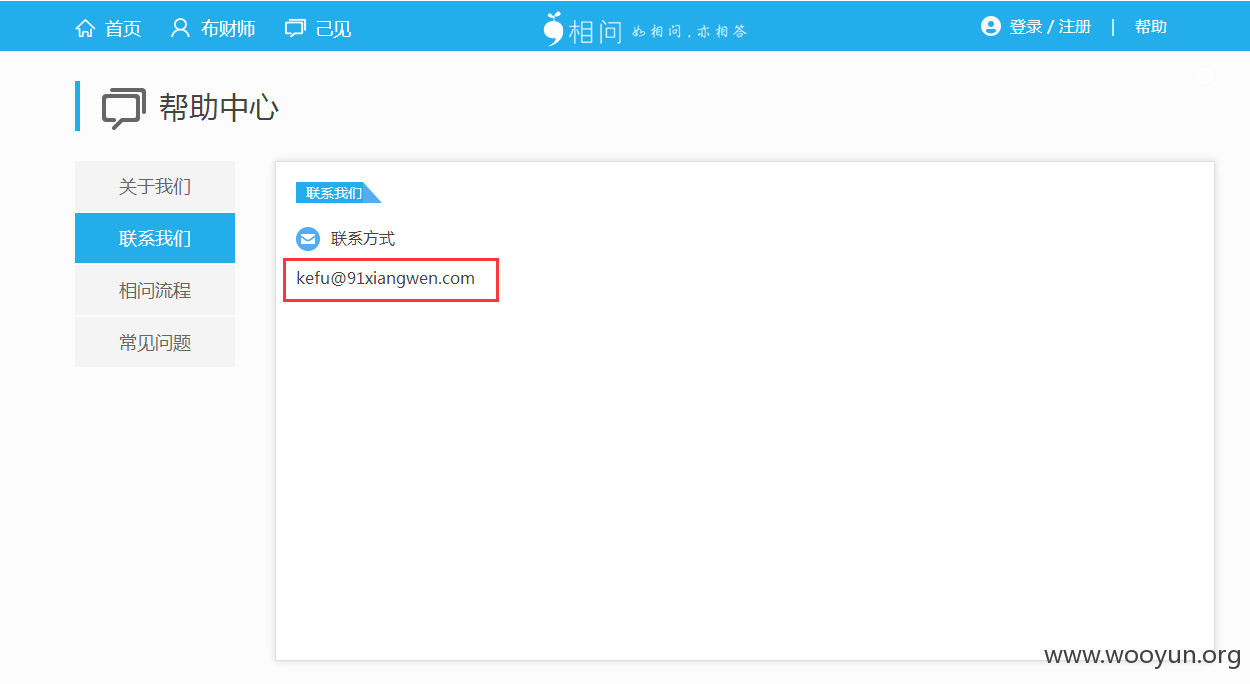 首页 布财师 己见 相问 如相问，亦相答 登录 / 注册 | 帮助
帮助中心
关于我们
联系我们
相问流程
常见问题
联系我们
联系方式
kefu@91xiangwen.com
www.wooyun.org